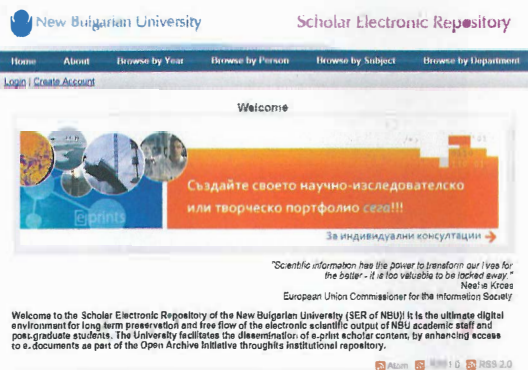 New Bulgarian University
Scholar Electronic Repository
Home About Browse by Year Browse by Person Browse by Subject Browse by Department
Login | Create Account
Welcome
eprints
Създайте своето научно-изследователско
или творческо портфолио сега!!!
За индивидуални консултации
"Scientific information has the power to transform our lives for
the better - it is too valuable to be locked away."
Neelie Kroes
European Union Commissioner for the Information Society
Welcome to the Scholar Electronic Repository of the New Bulgarian University (SER of NBU)! It is the ultimate digital
environment for long-term preservation and free flow of the electronic scientific output of NBU academic staff and
post-graduate students. The University facilitates the dissemination of e-print scholar content, by enhancing access
to e-documents as part of the Open Archive Initiative throughits institutional repository.
Atom RSS 1.0 RSS 2.0